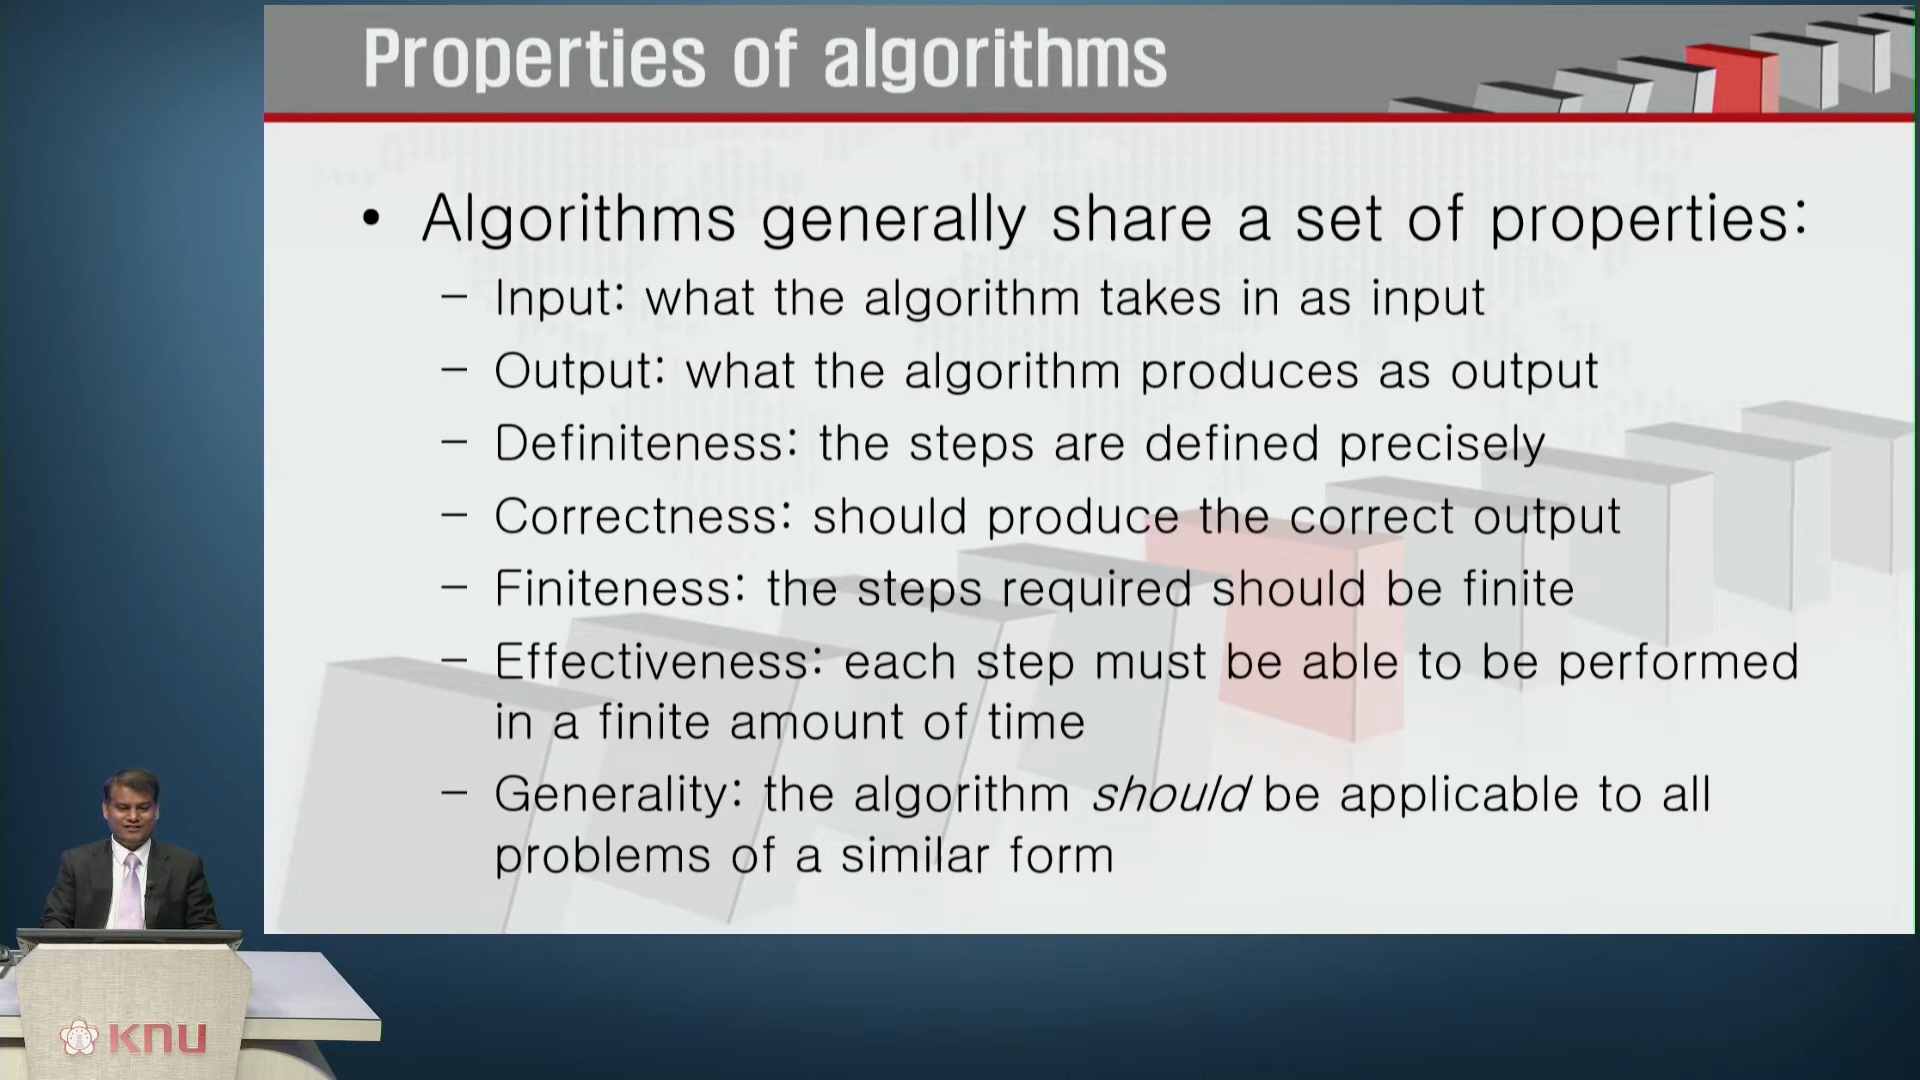 Properties of algorithms
• Algorithms generally share a set of properties:
– Input: what the algorithm takes in as input
– Output: what the algorithm produces as output
– Definiteness: the steps are defined precisely
– Correctness: should produce the correct output
– Finiteness: the steps required should be finite
– Effectiveness: each step must be able to be performed
in a finite amount of time
– Generality: the algorithm should be applicable to all
problems of a similar form
KNU